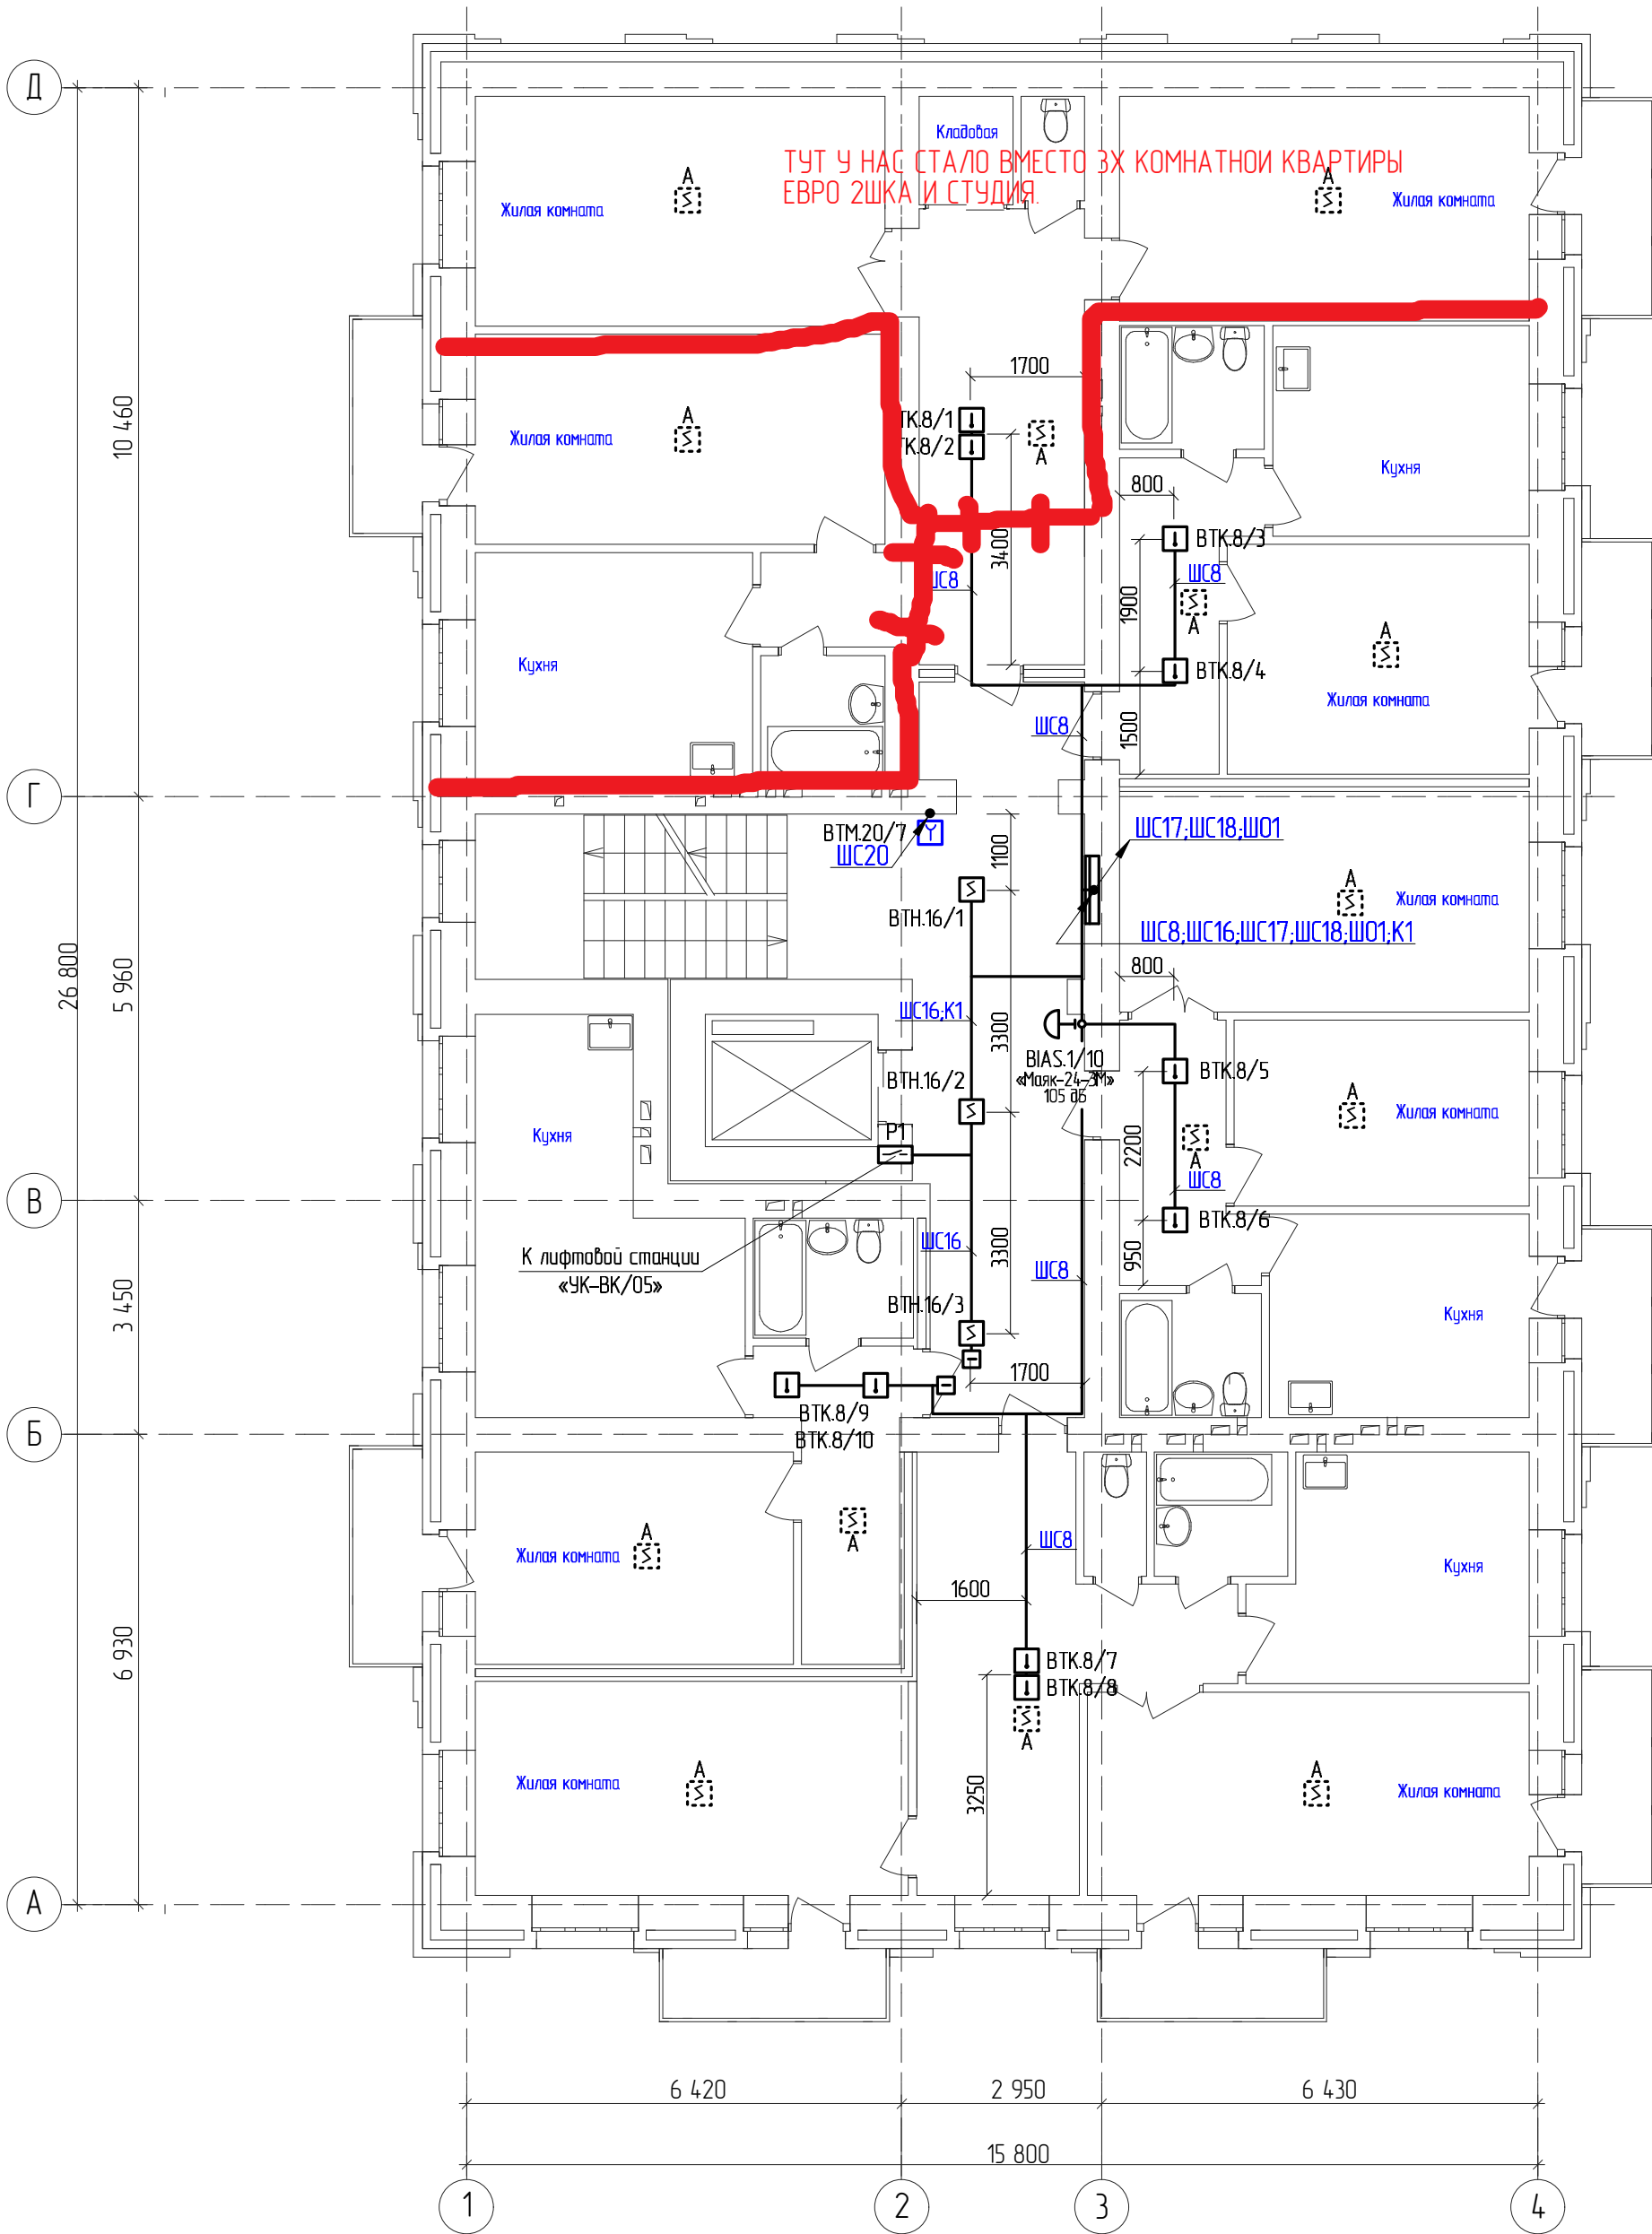 Д
Кладовая
ТУТ У НАС СТАЛО ВМЕСТО 3Х КОМНАТНОЙ КВАРТИРЫ
ЕВРО 2ШКА И СТУДИЯ.
А
А
Жилая комната
Жилая комната
1700
10 460
А
Жилая комната
ТК.8/1
ТК.8/2
А
Кухня
800
ВТК.8/3
3400
ШС8
ШС8
1900
А
А
Кухня
ВТК.8/4
Жилая комната
ШС8
1500
Г
ВТМ.20/7
ШС20
1100
ШС17;ШС18;ШО1
А
Жилая комната
ВТН.16/1
ШС8;ШС16;ШС17;ШС18;ШО1;К1
26 800
5 960
800
ШС16;К1
3300
BIAS.1/10
«Маяк-24-3М»
105 дБ
ВТН.16/2
ВТК.8/5
А
Жилая комната
Кухня
Р1
2200
А
ШС8
В
ВТК.8/6
К лифтовой станции
«УК-ВК/05»
ШС16
3300
ШС8
950
3 450
ВТН.16/3
Кухня
1700
ВТК.8/9
ВТК.8/10
Б
А
Жилая комната
А
ШС8
Кухня
1600
6 930
ВТК.8/7
ВТК.8/8
А
А
Жилая комната
3250
А
Жилая комната
А
6 420
2 950
6 430
15 800
1
2
3
4